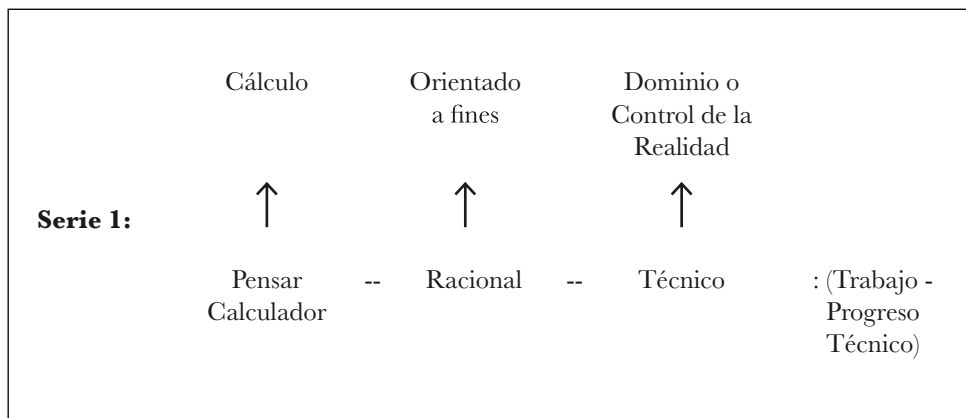 Cálculo
Orientado
a fines
Dominio o
Control de la
Realidad
Serie 1:
Pensar
Calculador
--
Racional
--
Técnico
: (Trabajo -
Progreso
Técnico)